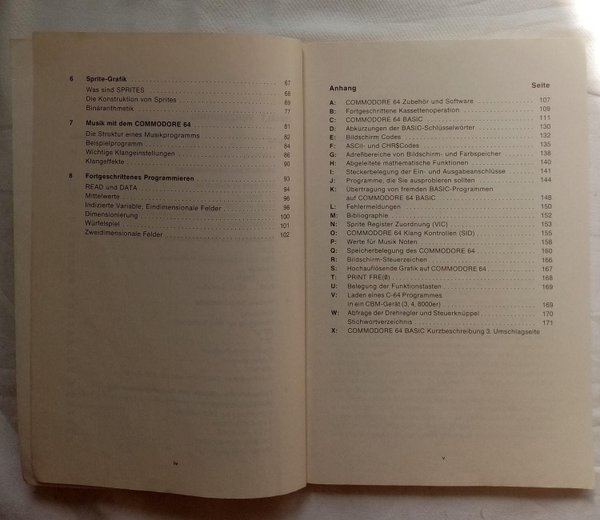 6 Sprite-Grafik 67
Was sind SPRITES 68
Die Konstruktion von Sprites 69
Binärarithmetik 77
7 Musik mit dem COMMODORE 64 81
Die Struktur eines Musikprogramms 82
Beispielprogramm 84
Wichtige Klangeinstellungen 86
Klangeffekte 90
8 Fortgeschrittenes Programmieren 93
READ und DATA 94
Mittelwerte 96
Indizierte Variable, Eindimensionale Felder 96
Dimensionierung 100
Würfelspiel 101
Zweidimensionale Felder 102
iv
Anhang Seite
A: COMMODORE 64 Zubehör und Software 107
B: Fortgeschrittene Kassettenoperation 109
C: COMMODORE 64 BASIC 111
D: Abkürzungen der BASIC-Schlüsselwörter 130
E: Bildschirm Codes 132
F: ASCII- und CHR$Codes 135
G: Adreßbereiche von Bildschirm- und Farbspeicher 138
H: Abgeleitete mathematische Funktionen 140
I: Steckerbelegung der Ein- und Ausgabeanschlüsse 141
J: Programme, die Sie ausprobieren sollten 144
K: Übertragung von fremden BASIC-Programmen
auf COMMODORE 64 BASIC 148
L: Fehlermeldungen 150
M: Bibliographie 152
N: Sprite Register Zuordnung (VIC) 153
O: COMMODORE 64 Klang Kontrollen (SID) 155
P: Werte für Musik Noten 158
Q: Speicherbelegung des COMMODORE 64 160
R: Bildschirm-Steuerzeichen 166
S: Hochauflösende Grafik auf COMMODORE 64 167
T: PRINT FRE(0) 168
U: Belegung der Funktionstasten 169
V: Laden eines C-64 Programmes
in ein CBM-Gerät (3, 4, 8000er) 169
W: Abfrage der Drehregler und Steuerknüppel 170
Stichwortverzeichnis 171
X: COMMODORE 64 BASIC Kurzbeschreibung 3. Umschlagseite
v